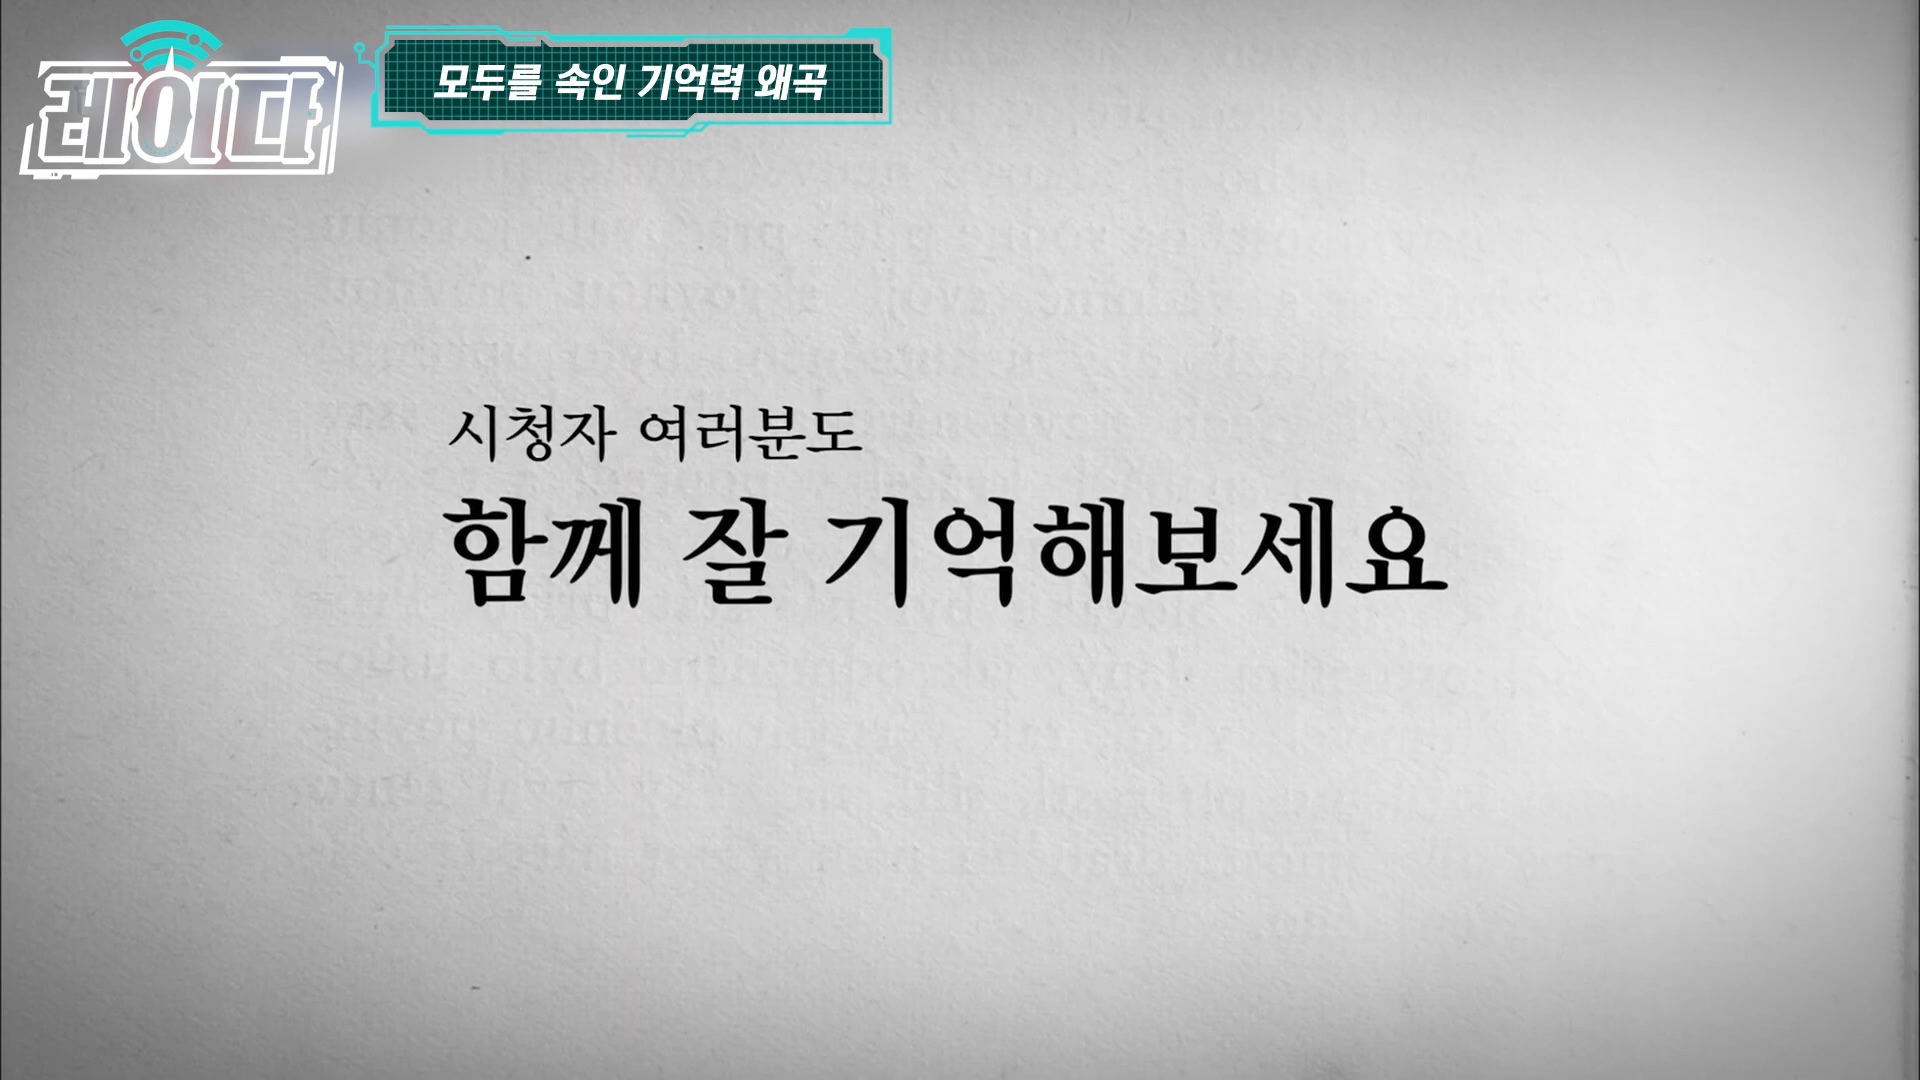 레이다
모두를 속인 기억력 왜곡
시청자 여러분도
함께 잘 기억해보세요